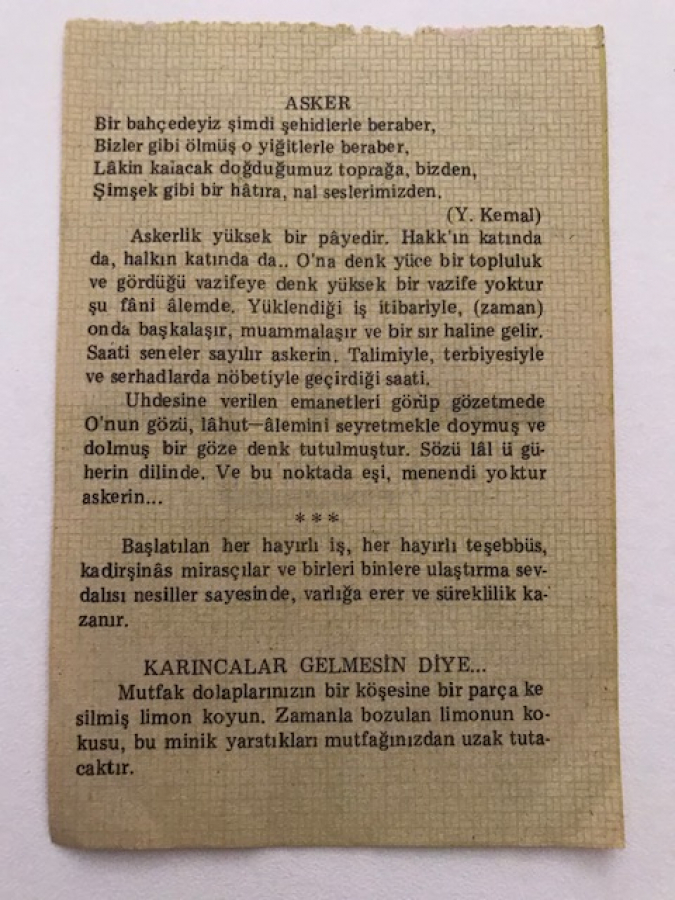 ASKER
Bir bahçedeyiz şimdi şehidlerle beraber,
Bizler gibi ölmüş o yiğitlerle beraber.
Lâkin kalacak doğduğumuz toprağa, bizden,
Şimşek gibi bir hâtıra, nal seslerimizden.
(Y. Kemal)
Askerlik yüksek bir pâyedir. Hakk'ın katında
da, halkın katında da.. O'na denk yüce bir topluluk
ve gördüğü vazifeye denk yüksek bir vazife yoktur
şu fâni âlemde. Yüklendiği iş itibariyle, (zaman)
onda başkalaşır, muammalaşır ve bir sır haline gelir.
Saati seneler sayılır askerin. Talimiyle, terbiyesiyle
ve serhadlarda nöbetiyle geçirdiği saati.
Uhdesine verilen emanetleri görüp gözetmede
O'nun gözü, lâhut—âlemini seyretmekle doymuş ve
dolmuş bir göze denk tutulmuştur. Sözü lâl ü gü-
herin dilinde. Ve bu noktada eşi, menendi yoktur
askerin...
* * *
Başlatılan her hayırlı iş, her hayırlı teşebbüs,
kadirşinâs mirasçılar ve birleri binlere ulaştırma sev-
dalısı nesiller sayesinde, varlığa erer ve süreklilik ka-
zanır.
KARINCALAR GELMESİN DİYE...
Mutfak dolaplarınızın bir köşesine bir parça ke
silmiş limon koyun. Zamanla bozulan limonun ko-
kusu, bu minik yaratıkları mutfağınızdan uzak tuta-
caktır.